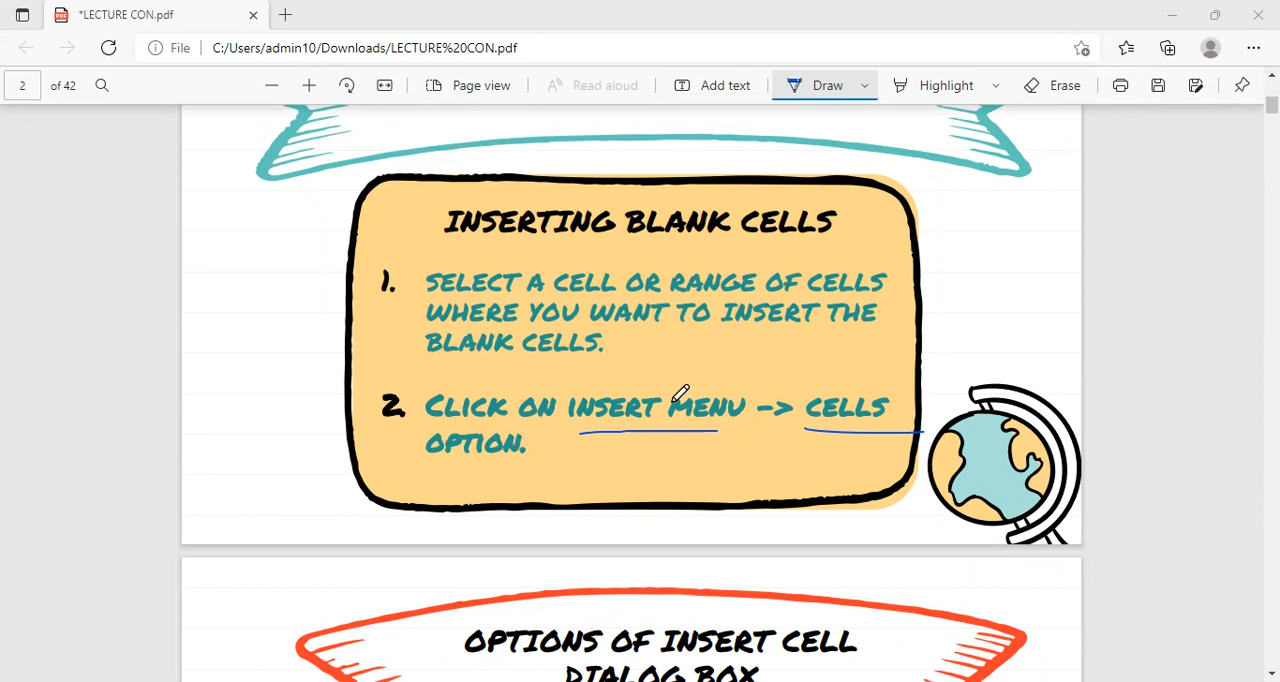 *LECTURE CON.pdf
File C:/Users/admin10/Downloads/LECTURE%20CON.pdf
2 of 42 Page view Read aloud Add text Draw Highlight Erase
INSERTING BLANK CELLS
1. SELECT A CELL OR RANGE OF CELLS
WHERE YOU WANT TO INSERT THE
BLANK CELLS.
2. CLICK ON INSERT MENU -> CELLS
OPTION.
OPTIONS OF INSERT CELL
DIALOG BOX